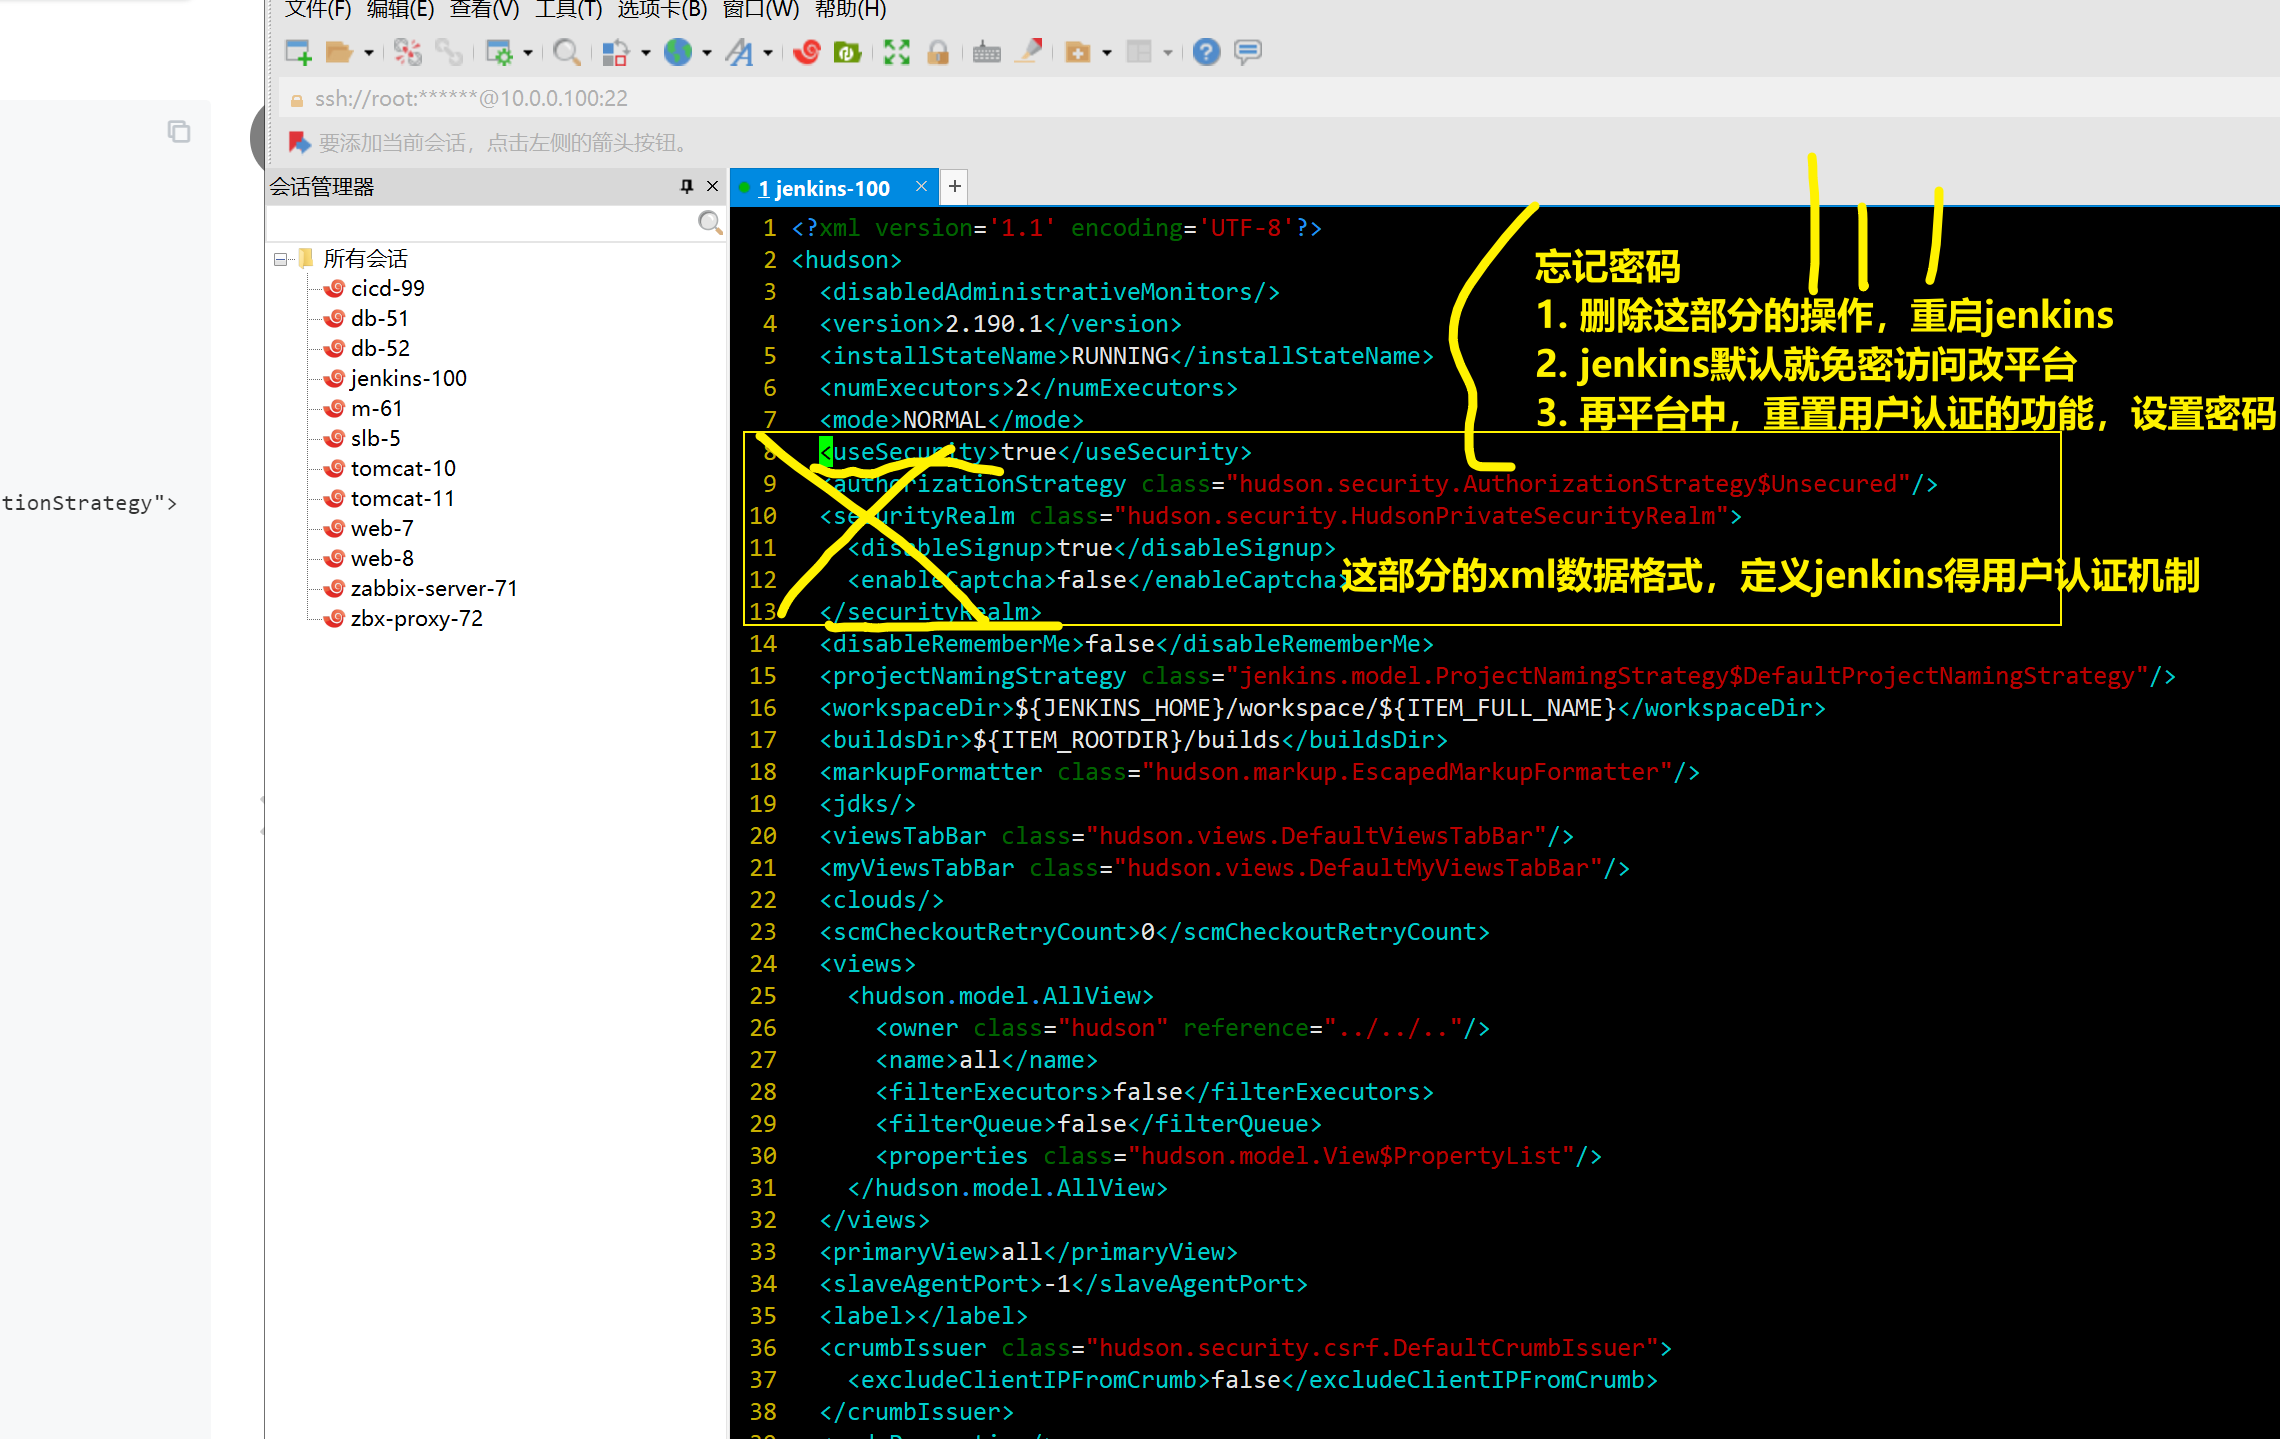 文件(F) 编辑(E) 查看(V) 工具(T) 选项卡(B) 窗口(W) 帮助(H)
ssh://root:******@10.0.0.100:22
要添加当前会话，点击左侧的箭头按钮。
会话管理器
所有会话
cicd-99
db-51
db-52
jenkins-100
m-61
slb-5
tomcat-10
tomcat-11
web-7
web-8
zabbix-server-71
zbx-proxy-72
tionStrategy">
1 jenkins-100
1 <?xml version='1.1' encoding='UTF-8'?>
2 <hudson>
3 <disabledAdministrativeMonitors/>
4 <version>2.190.1</version>
5 <installStateName>RUNNING</installStateName>
6 <numExecutors>2</numExecutors>
7 <mode>NORMAL</mode>
8 <useSecurity>true</useSecurity>
9 <authorizationStrategy class="hudson.security.AuthorizationStrategy$Unsecured"/>
10 <securityRealm class="hudson.security.HudsonPrivateSecurityRealm">
11 <disableSignup>true</disableSignup>
12 <enableCaptcha>false</enableCaptcha>
13 </securityRealm>
14 <disableRememberMe>false</disableRememberMe>
15 <projectNamingStrategy class="jenkins.model.ProjectNamingStrategy$DefaultProjectNamingStrategy"/>
16 <workspaceDir>${JENKINS_HOME}/workspace/${ITEM_FULL_NAME}</workspaceDir>
17 <buildsDir>${ITEM_ROOTDIR}/builds</buildsDir>
18 <markupFormatter class="hudson.markup.EscapedMarkupFormatter"/>
19 <jdks/>
20 <viewsTabBar class="hudson.views.DefaultViewsTabBar"/>
21 <myViewsTabBar class="hudson.views.DefaultMyViewsTabBar"/>
22 <clouds/>
23 <scmCheckoutRetryCount>0</scmCheckoutRetryCount>
24 <views>
25 <hudson.model.AllView>
26 <owner class="hudson" reference="../../.."/>
27 <name>all</name>
28 <filterExecutors>false</filterExecutors>
29 <filterQueue>false</filterQueue>
30 <properties class="hudson.model.View$PropertyList"/>
31 </hudson.model.AllView>
32 </views>
33 <primaryView>all</primaryView>
34 <slaveAgentPort>-1</slaveAgentPort>
35 <label></label>
36 <crumbIssuer class="hudson.security.csrf.DefaultCrumbIssuer">
37 <excludeClientIPFromCrumb>false</excludeClientIPFromCrumb>
38 </crumbIssuer>
忘记密码
1. 删除这部分的操作，重启jenkins
2. jenkins默认就免密访问改平台
3. 再平台中，重置用户认证的功能，设置密码
这部分的xml数据格式，定义jenkins得用户认证机制